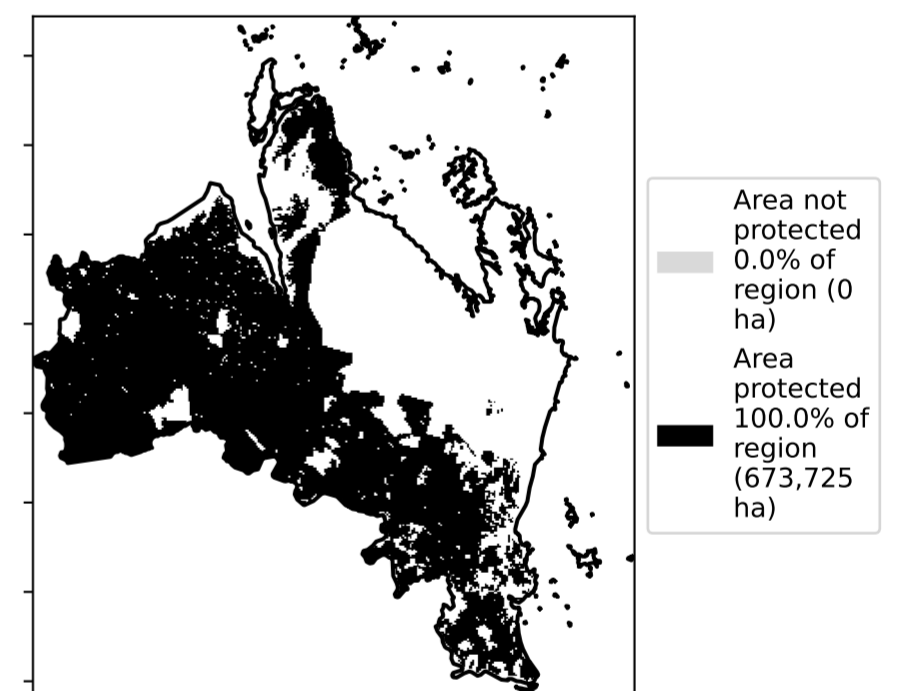 Area not
protected
0.0% of
region (0
ha)
Area
protected
100.0% of
region
(673,725
ha)